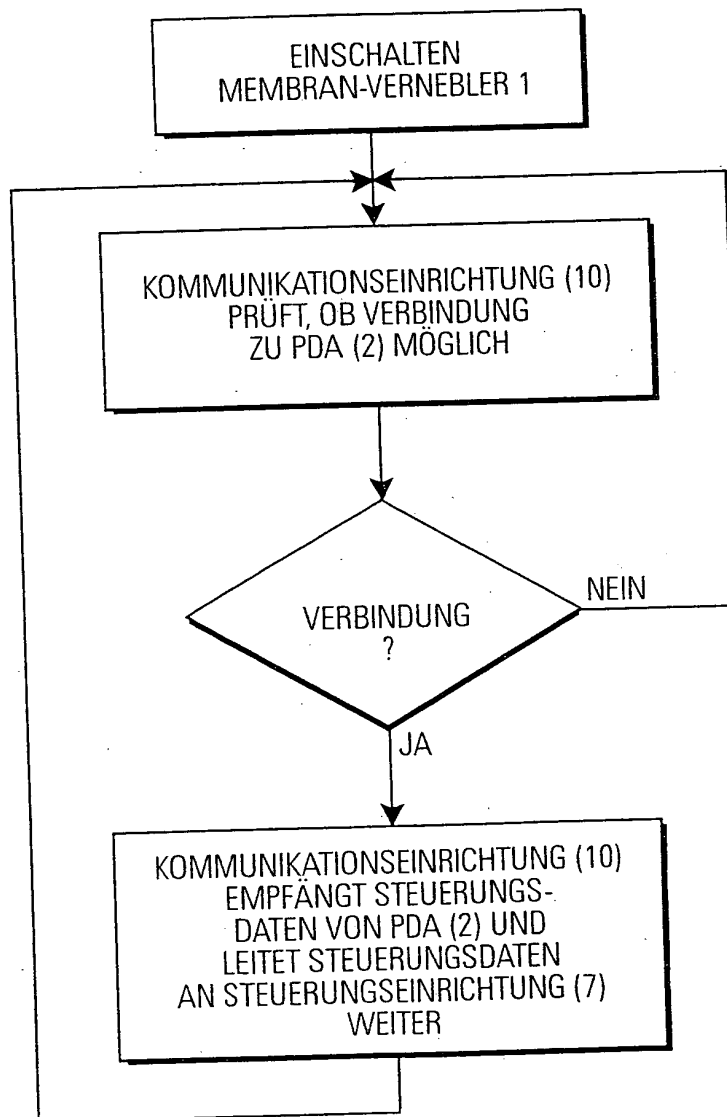 EINSCHALTEN
MEMBRAN-VERNEBLER 1
KOMMUNIKATIONSEINRICHTUNG (10)
PRÜFT, OB VERBINDUNG
ZU PDA (2) MÖGLICH
VERBINDUNG
?
NEIN
JA
KOMMUNIKATIONSEINRICHTUNG (10)
EMPFÄNGT STEUERUNGS-
DATEN VON PDA (2) UND
LEITET STEUERUNGSDATEN
AN STEUERUNGSEINRICHTUNG (7)
WEITER